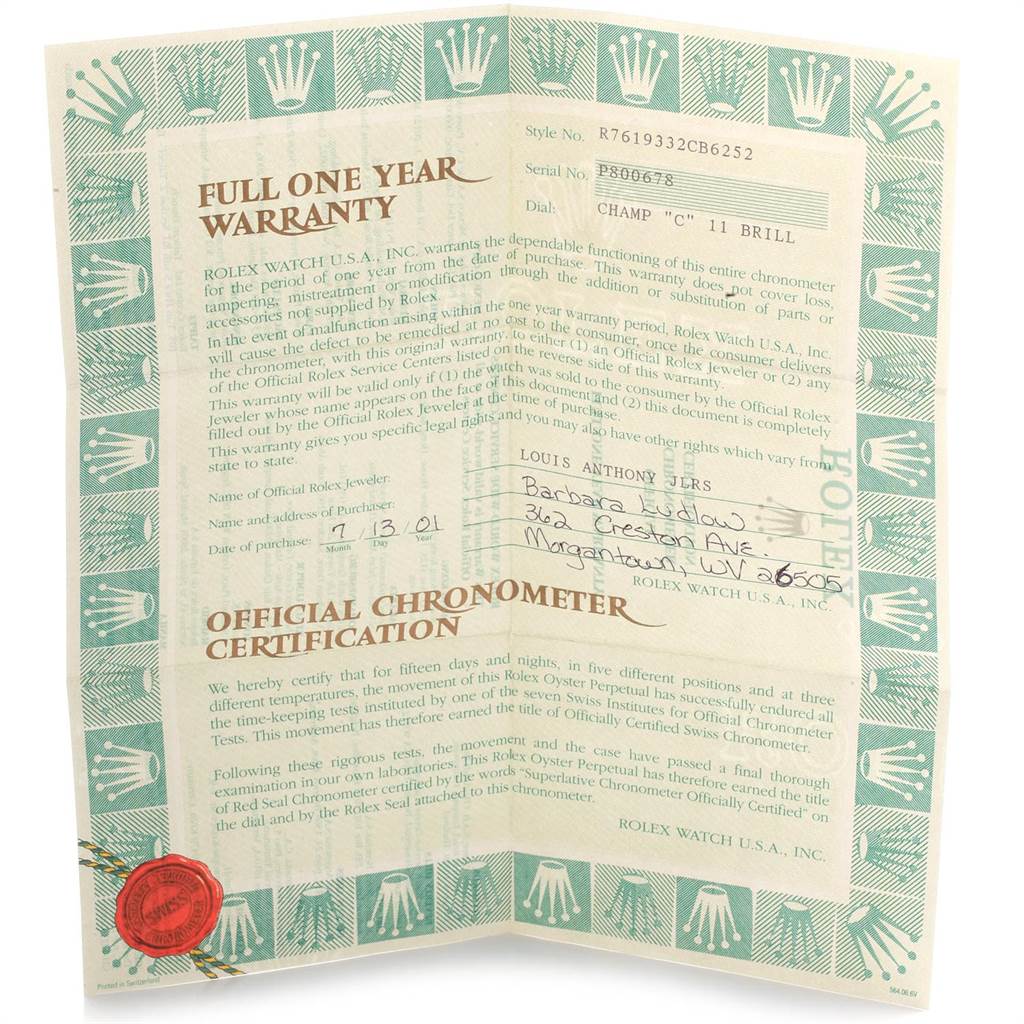 Style No. R7619332CB6252
Serial No. P800678
Dial: CHAMP "C" 11 BRILL
FULL ONE YEAR
WARRANTY
ROLEX WATCH U.S.A., INC. warrants the dependable functioning of this entire chronometer
for the period of one year from the date of purchase. This warranty does not cover loss,
tampering, mistreatment or modification through the addition or substitution of parts or
accessories not supplied by Rolex.
In the event of malfunction arising within the one year warranty period, Rolex Watch U.S.A., Inc.
will cause the defect to be remedied at no cost to the consumer, once the consumer delivers
the chronometer, with this original warranty, to either (1) an Official Rolex Jeweler or (2) any
of the Official Rolex Service Centers listed on the reverse side of this warranty.
This warranty will be valid only if (1) the watch was sold to the consumer by the Official Rolex
Jeweler whose name appears on the face of this document and (2) this document is completely
filled out by the Official Rolex Jeweler at the time of purchase.
This warranty gives you specific legal rights and you may also have other rights which vary from
state to state.
Name of Official Rolex Jeweler: LOUIS ANTHONY JLRS
Name and address of Purchaser: Barbara Ludlow
362 Creston Ave.
Date of purchase: 7 / 13 / 01 Morgantown, WV 26505
Month Day Year
ROLEX WATCH U.S.A., INC.
OFFICIAL CHRONOMETER
CERTIFICATION
We hereby certify that for fifteen days and nights, in five different positions and at three
different temperatures, the movement of this Rolex Oyster Perpetual has successfully endured all
the time-keeping tests instituted by one of the seven Swiss Institutes for Official Chronometer
Tests. This movement has therefore earned the title of Officially Certified Swiss Chronometer.
Following these rigorous tests, the movement and the case have passed a final thorough
examination in our own laboratories. This Rolex Oyster Perpetual has therefore earned the title
of Red Seal Chronometer certified by the words "Superlative Chronometer Officially Certified" on
the dial and by the Rolex Seal attached to this chronometer.
ROLEX WATCH U.S.A., INC.
SWISS
Printed in Switzerland
564.06.6V